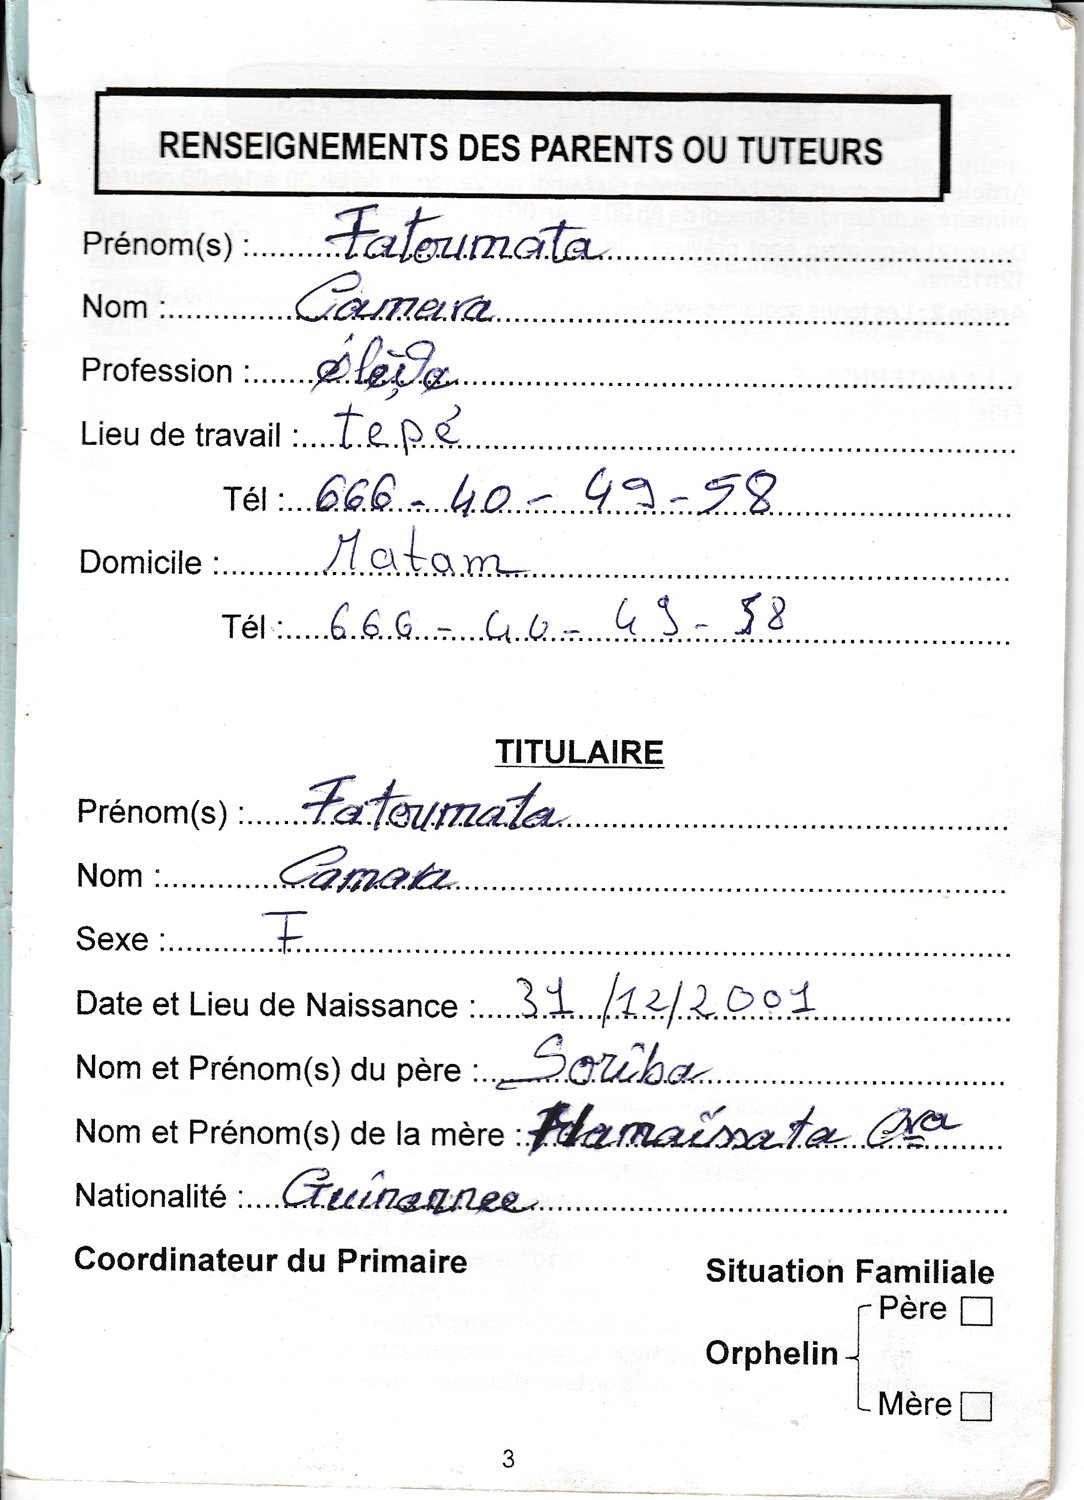 RENSEIGNEMENTS DES PARENTS OU TUTEURS
Prénom(s) : Fatoumata
Nom : Camara
Profession :
Lieu de travail : tepé
Tél : 666 - 40 - 49 - 58
Domicile : Matam
Tél : 666 - 40 - 49 - 58
TITULAIRE
Prénom(s) : Fatoumata
Nom : Camara
Sexe : F
Date et Lieu de Naissance : 31/12/2001
Nom et Prénom(s) du père : Soriba
Nom et Prénom(s) de la mère :
Nationalité : Guinennee
Coordinateur du Primaire
Situation Familiale
Père
Orphelin
Mère
3